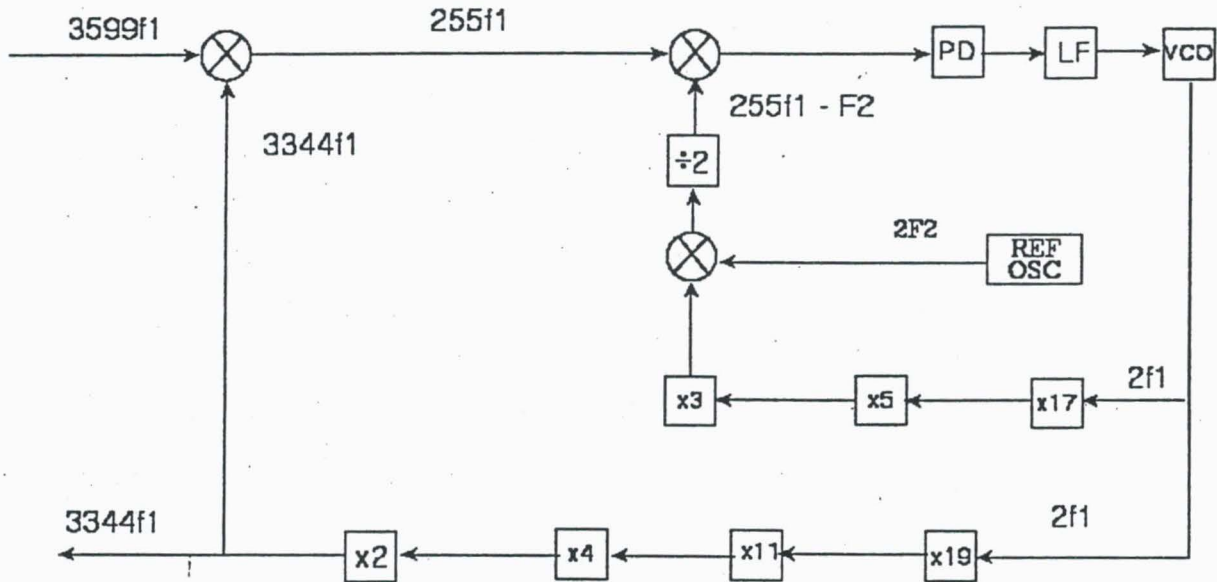 3599f1
255f1
PD
LF
VCO
255f1 - F2
3344f1
÷2
2F2
REF
OSC
2f1
x3
x5
x17
3344f1
2f1
x2
x4
x11
x19